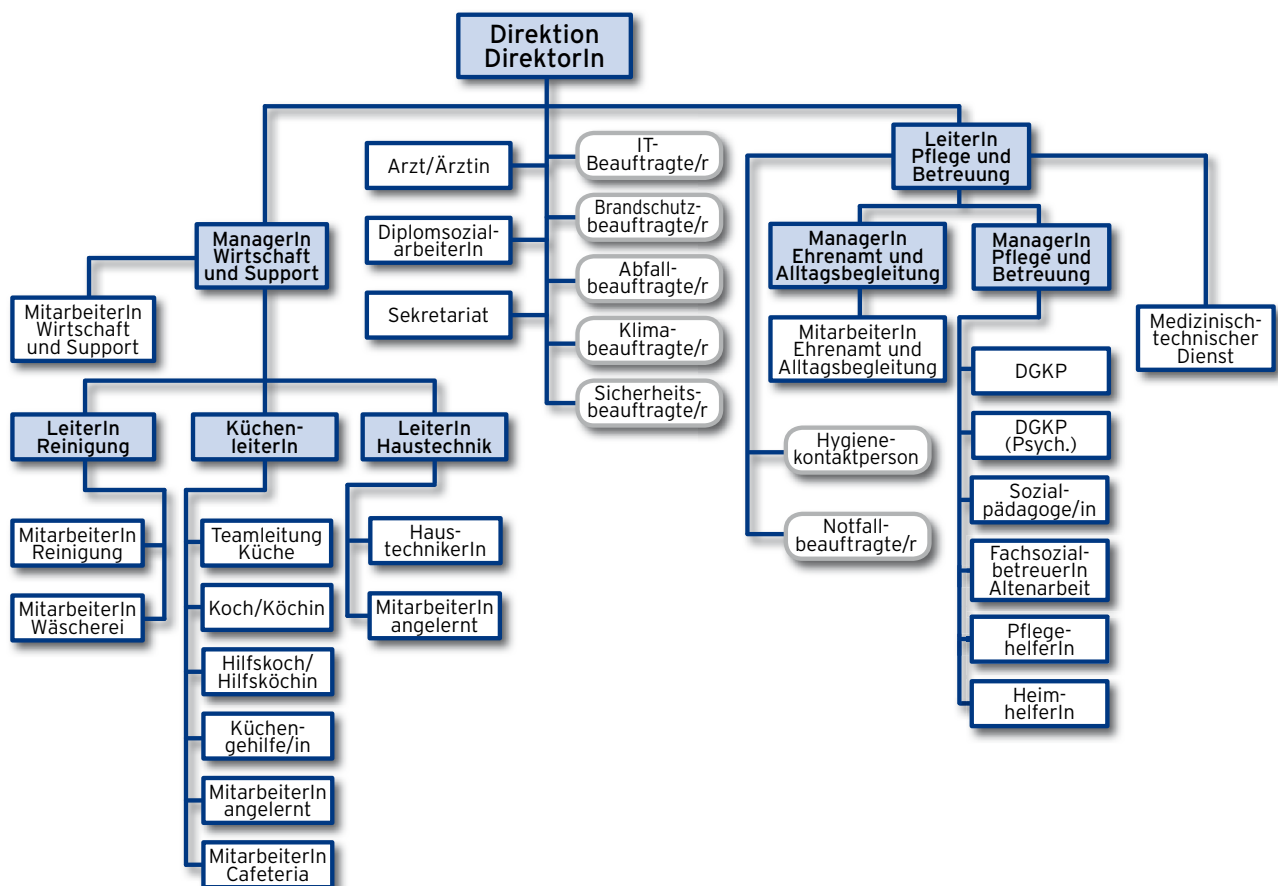 Direktion
DirektorIn
LeiterIn
Pflege und
Betreuung
Arzt/Ärztin
IT-
Beauftragte/r
Diplomsozial-
arbeiterIn
Brandschutz-
beauftragte/r
Sekretariat
Abfall-
beauftragte/r
Klima-
beauftragte/r
Sicherheits-
beauftragte/r
ManagerIn
Wirtschaft
und Support
MitarbeiterIn
Wirtschaft
und Support
ManagerIn
Ehrenamt und
Alltagsbegleitung
ManagerIn
Pflege und
Betreuung
MitarbeiterIn
Ehrenamt und
Alltagsbegleitung
Medizinisch-
technischer
Dienst
LeiterIn
Reinigung
Küchen-
leiterIn
LeiterIn
Haustechnik
MitarbeiterIn
Reinigung
MitarbeiterIn
Wäscherei
Teamleitung
Küche
Koch/Köchin
Hilfskoch/
Hilfsköchin
Küchen-
gehilfe/in
MitarbeiterIn
angelernt
MitarbeiterIn
Cafeteria
Haus-
technikerIn
MitarbeiterIn
angelernt
Hygiene-
kontaktperson
Notfall-
beauftragte/r
DGKP
DGKP
(Psych.)
Sozial-
pädagoge/in
Fachsozial-
betreuerIn
Altenarbeit
Pflege-
helferIn
Heim-
helferIn